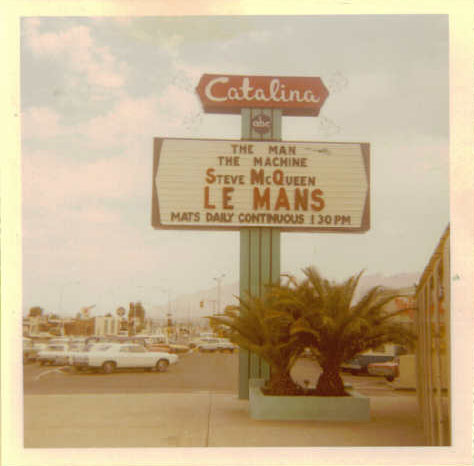 Catalina
abc
THE MAN
THE MACHINE
STEVE MCQUEEN
LE MANS
MATS DAILY CONTINUOUS 1 30 PM